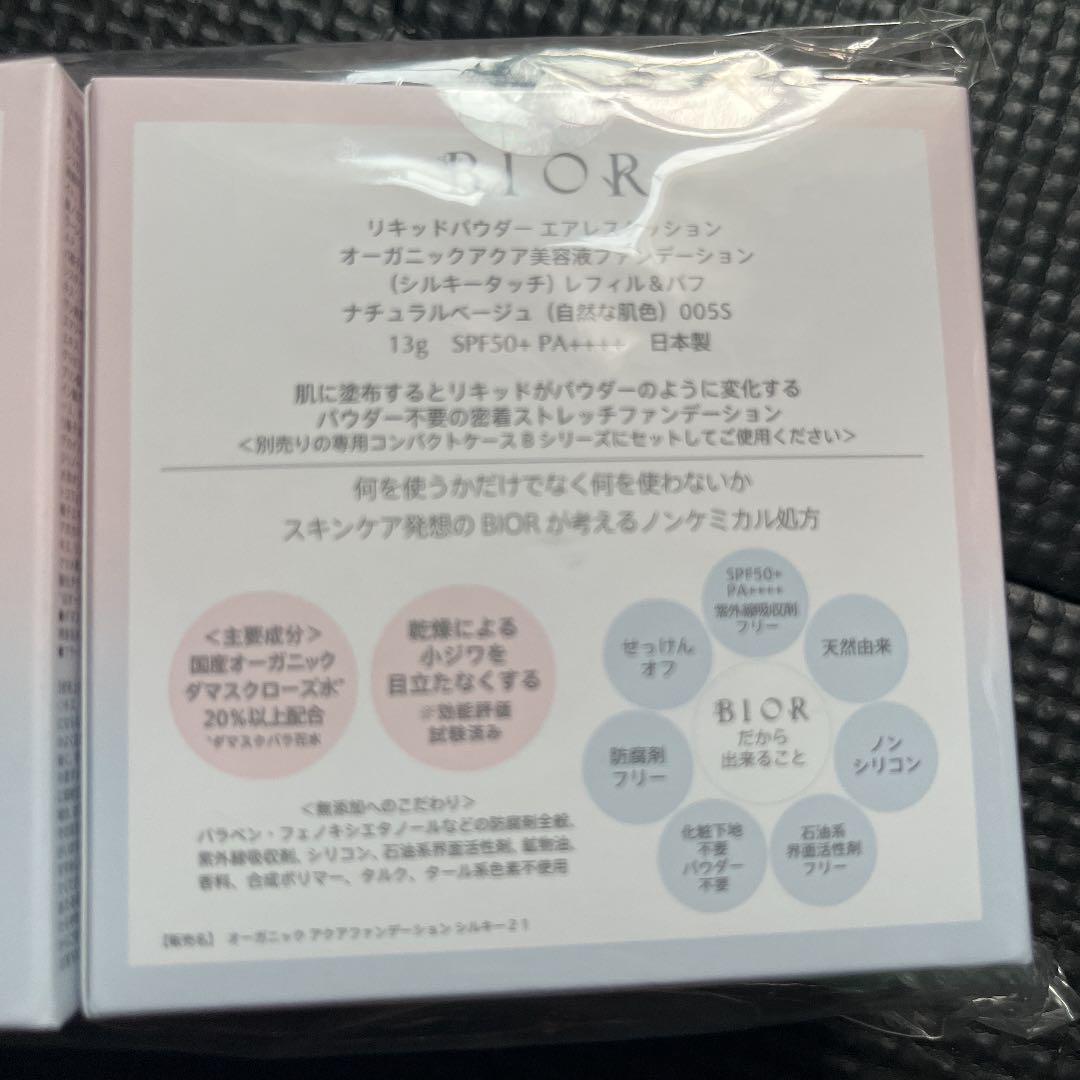 BIOR
リキッドパウダー エアレスクッション
オーガニックアクア美容液ファンデーション
（シルキータッチ）レフィル＆パフ
ナチュラルベージュ（自然な肌色）005S
13g SPF50+ PA++++ 日本製
肌に塗布するとリキッドがパウダーのように変化する
パウダー不要の密着ストレッチファンデーション
＜別売りの専用コンパクトケースBシリーズにセットしてご使用ください＞
何を使うかだけでなく何を使わないか
スキンケア発想のBIORが考えるノンケミカル処方
＜主要成分＞
国産オーガニック
ダマスクローズ水*
20%以上配合
*ダマスクバラ花水
乾燥による
小ジワを
目立たなくする
※効能評価
試験済み
SPF50+
PA++++
紫外線吸収剤
フリー
せっけん
オフ
天然由来
BIOR
だから
出来ること
防腐剤
フリー
ノン
シリコン
化粧下地
不要
パウダー
不要
石油系
界面活性剤
フリー
＜無添加へのこだわり＞
パラベン・フェノキシエタノールなどの防腐剤全般、
紫外線吸収剤、シリコン、石油系界面活性剤、鉱物油、
香料、合成ポリマー、タルク、タール系色素不使用
【販売名】 オーガニック アクアファンデーション シルキー21